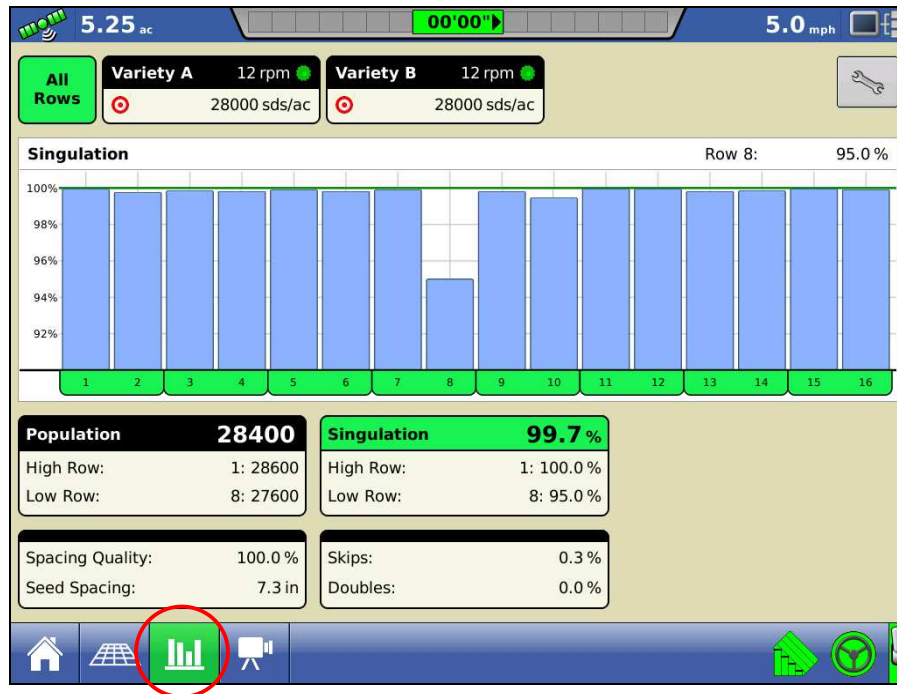 5.25 ac
00'00"
5.0 mph
All Rows
Variety A 12 rpm
28000 sds/ac
Variety B 12 rpm
28000 sds/ac
Singulation Row 8: 95.0 %
100%
98%
96%
94%
92%
1 2 3 4 5 6 7 8 9 10 11 12 13 14 15 16
Population 28400
High Row: 1: 28600
Low Row: 8: 27600
Singulation 99.7 %
High Row: 1: 100.0 %
Low Row: 8: 95.0 %
Spacing Quality: 100.0 %
Seed Spacing: 7.3 in
Skips: 0.3 %
Doubles: 0.0 %